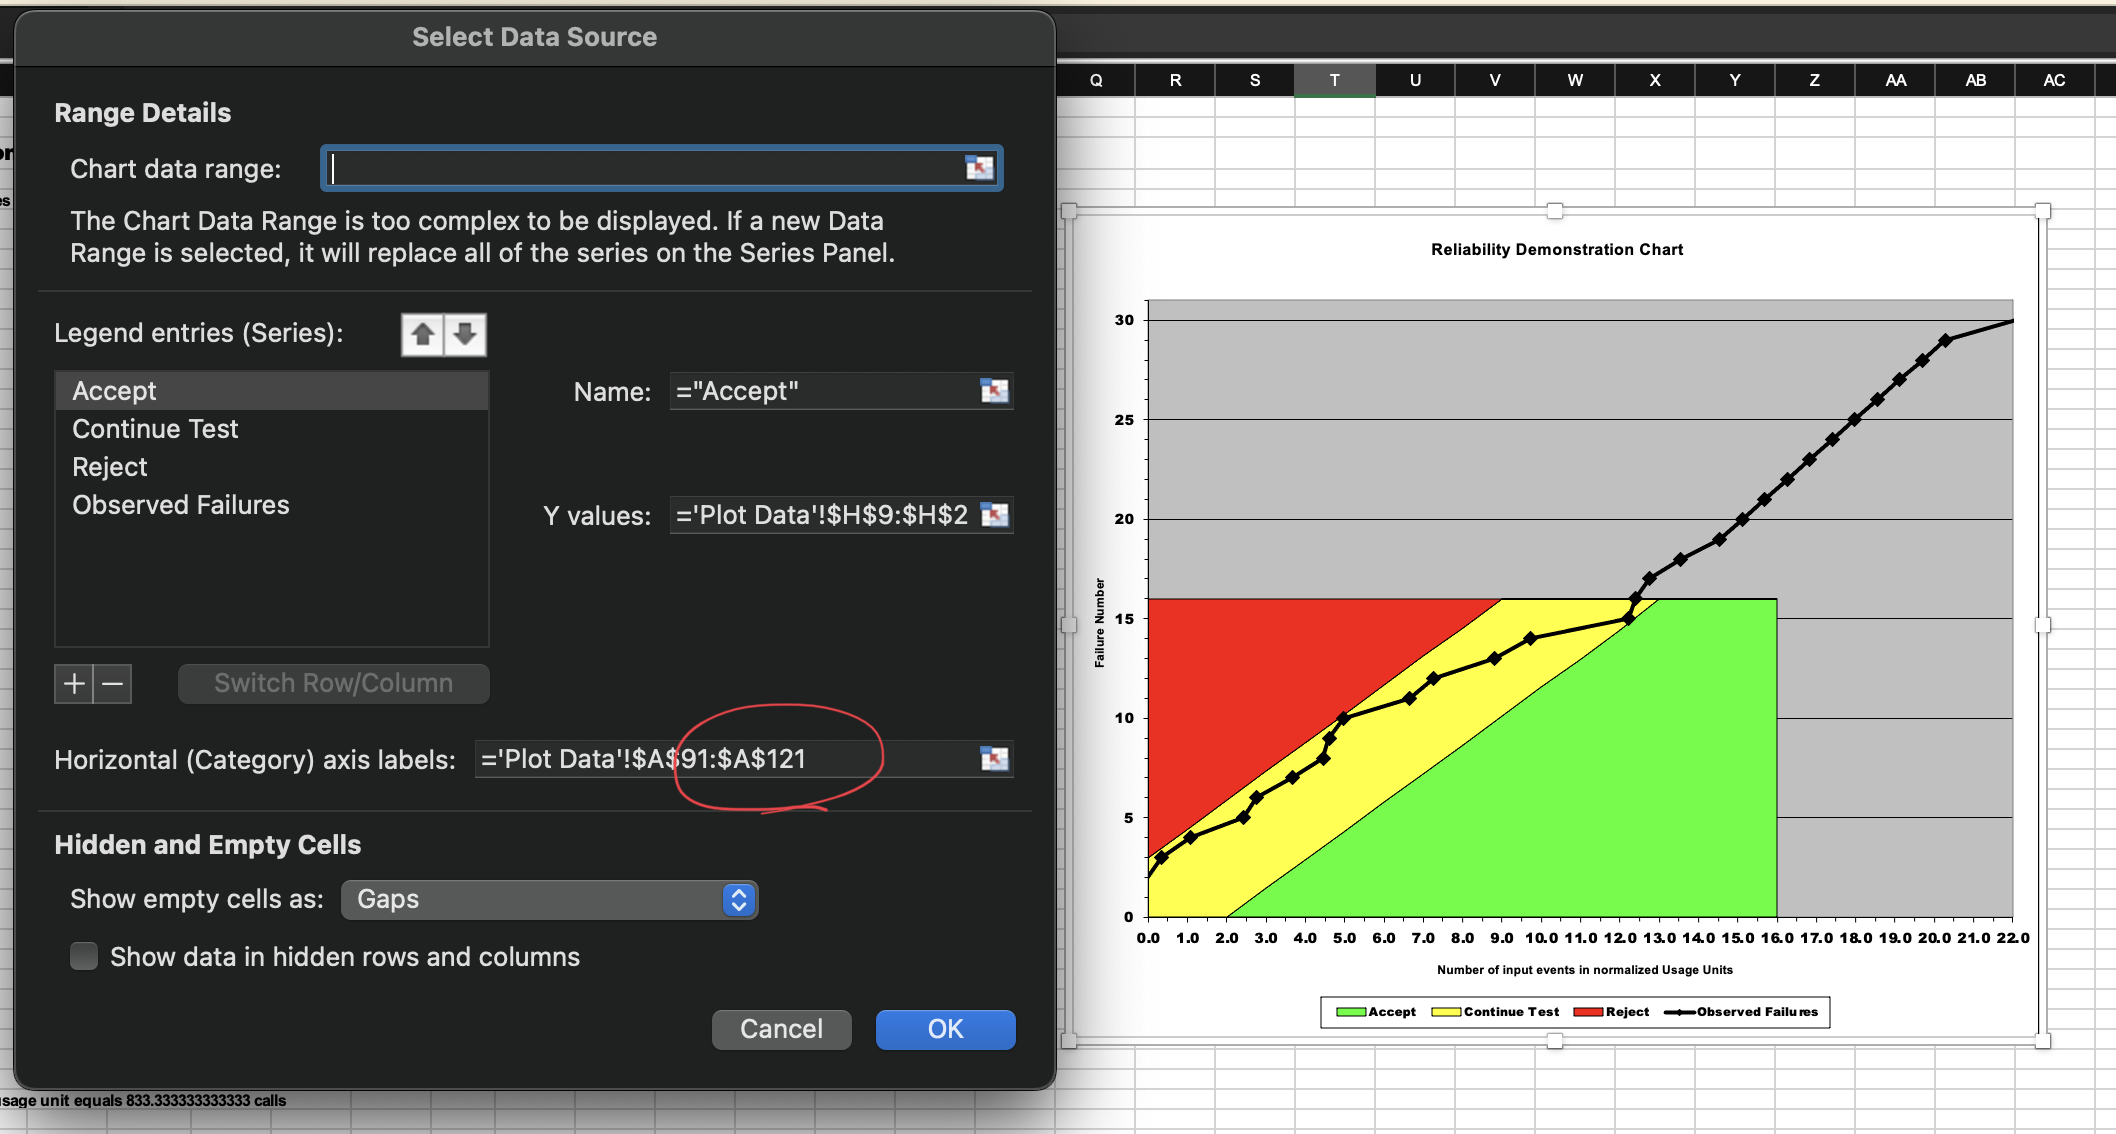 Select Data Source
Range Details
Chart data range:
The Chart Data Range is too complex to be displayed. If a new Data
Range is selected, it will replace all of the series on the Series Panel.
Legend entries (Series):
Accept
Continue Test
Reject
Observed Failures
Name: ="Accept"
Y values: ='Plot Data'!$H$9:$H$2
Switch Row/Column
Horizontal (Category) axis labels: ='Plot Data'!$A$91:$A$121
Hidden and Empty Cells
Show empty cells as: Gaps
Show data in hidden rows and columns
Cancel OK
usage unit equals 833.333333333333 calls
Q R S T U V W X Y Z AA AB AC
Reliability Demonstration Chart
30
25
20
15
10
5
0
Failure Number
0.0 1.0 2.0 3.0 4.0 5.0 6.0 7.0 8.0 9.0 10.0 11.0 12.0 13.0 14.0 15.0 16.0 17.0 18.0 19.0 20.0 21.0 22.0
Number of input events in normalized Usage Units
Accept Continue Test Reject Observed Failures